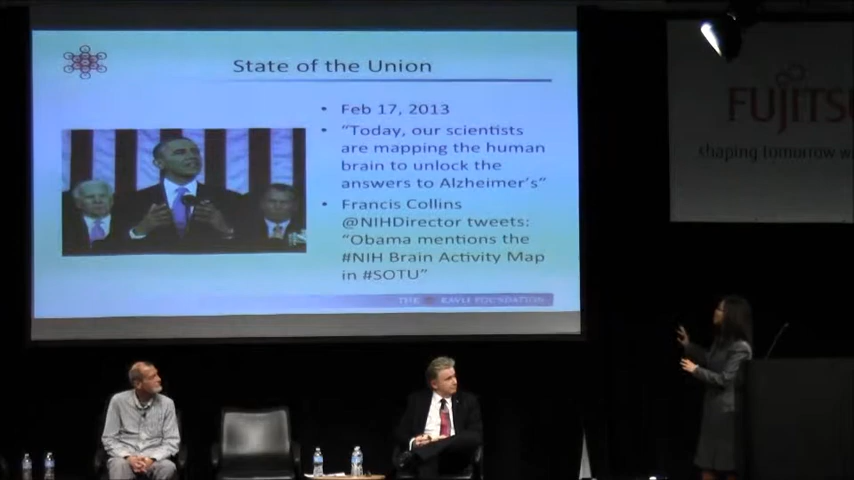 State of the Union
• Feb 17, 2013
• “Today, our scientists
are mapping the human
brain to unlock the
answers to Alzheimer’s“
• Francis Collins
@NIHDirector tweets:
“Obama mentions the
#NIH Brain Activity Map
in #SOTU”
THE KAVLI FOUNDATION
FUJITSU
shaping tomorrow w